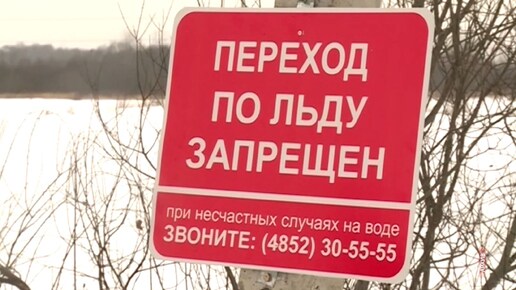 ПЕРЕХОД
ПО ЛЬДУ
ЗАПРЕЩЕН
при несчастных случаях на воде
ЗВОНИТЕ: (4852) 30-55-55